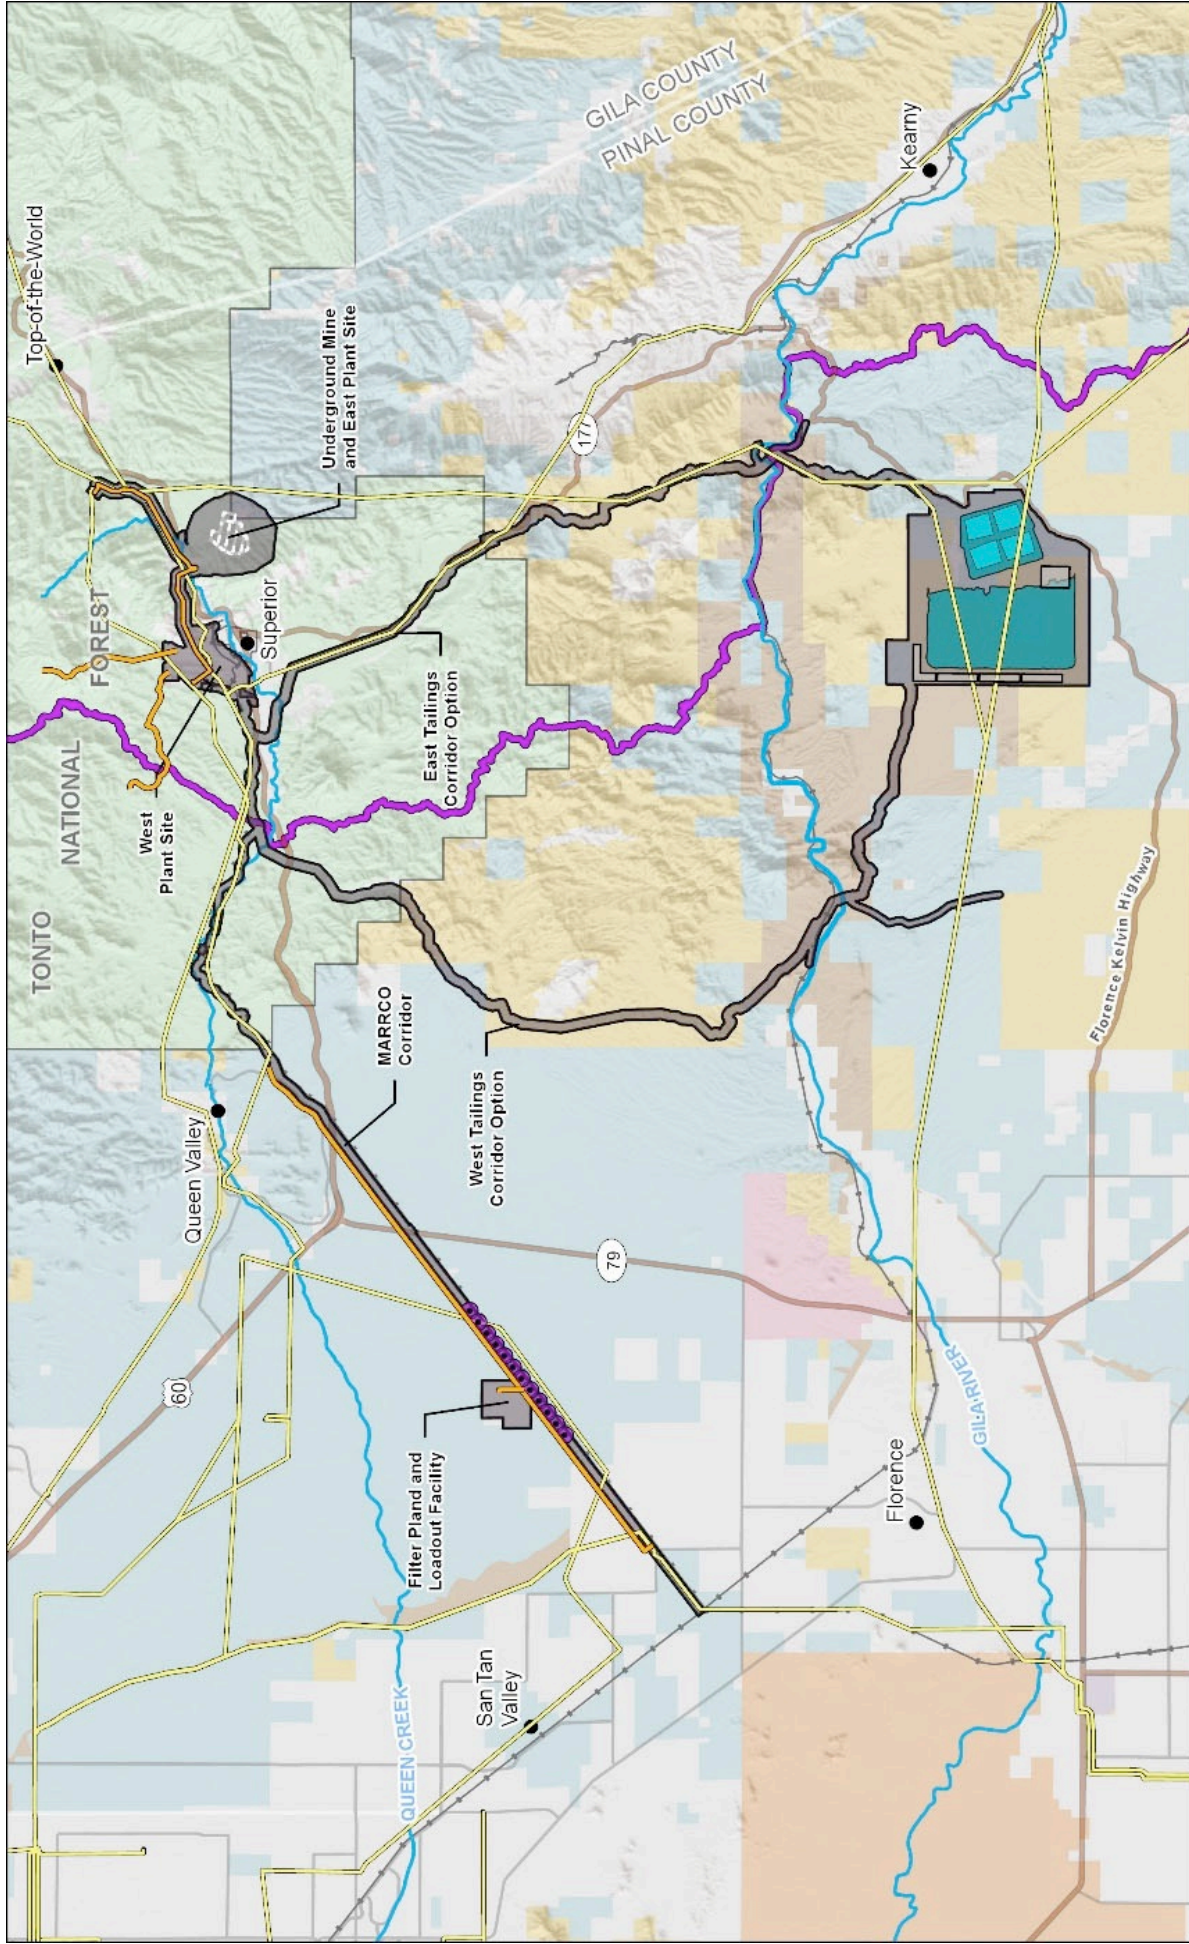 Top-of-the-World
TONTO
NATIONAL
FOREST
West
Plant Site
Superior
Underground Mine
and East Plant Site
GILA COUNTY
PINAL COUNTY
Queen Valley
60
MARRCO
Corridor
East Tailings
Corridor Option
177
Kearny
West Tailings
Corridor Option
79
Filter Pland and
Loadout Facility
QUEEN CREEK
San Tan
Valley
Florence
GILA RIVER
Florence Kelvin Highway